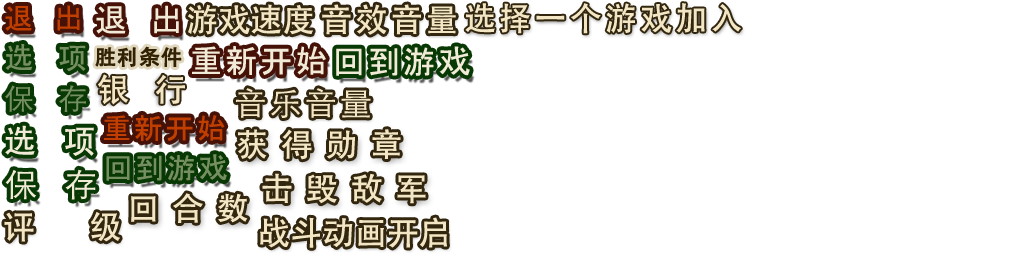 退 出 退 出 游戏速度 音效音量 选择一个游戏加入
选 项 胜利条件 重新开始 回到游戏
保 存 银 行 音乐音量
选 项 重新开始 获得勋章
保 存 回到游戏 击毁敌军
评 级 回合数 战斗动画开启